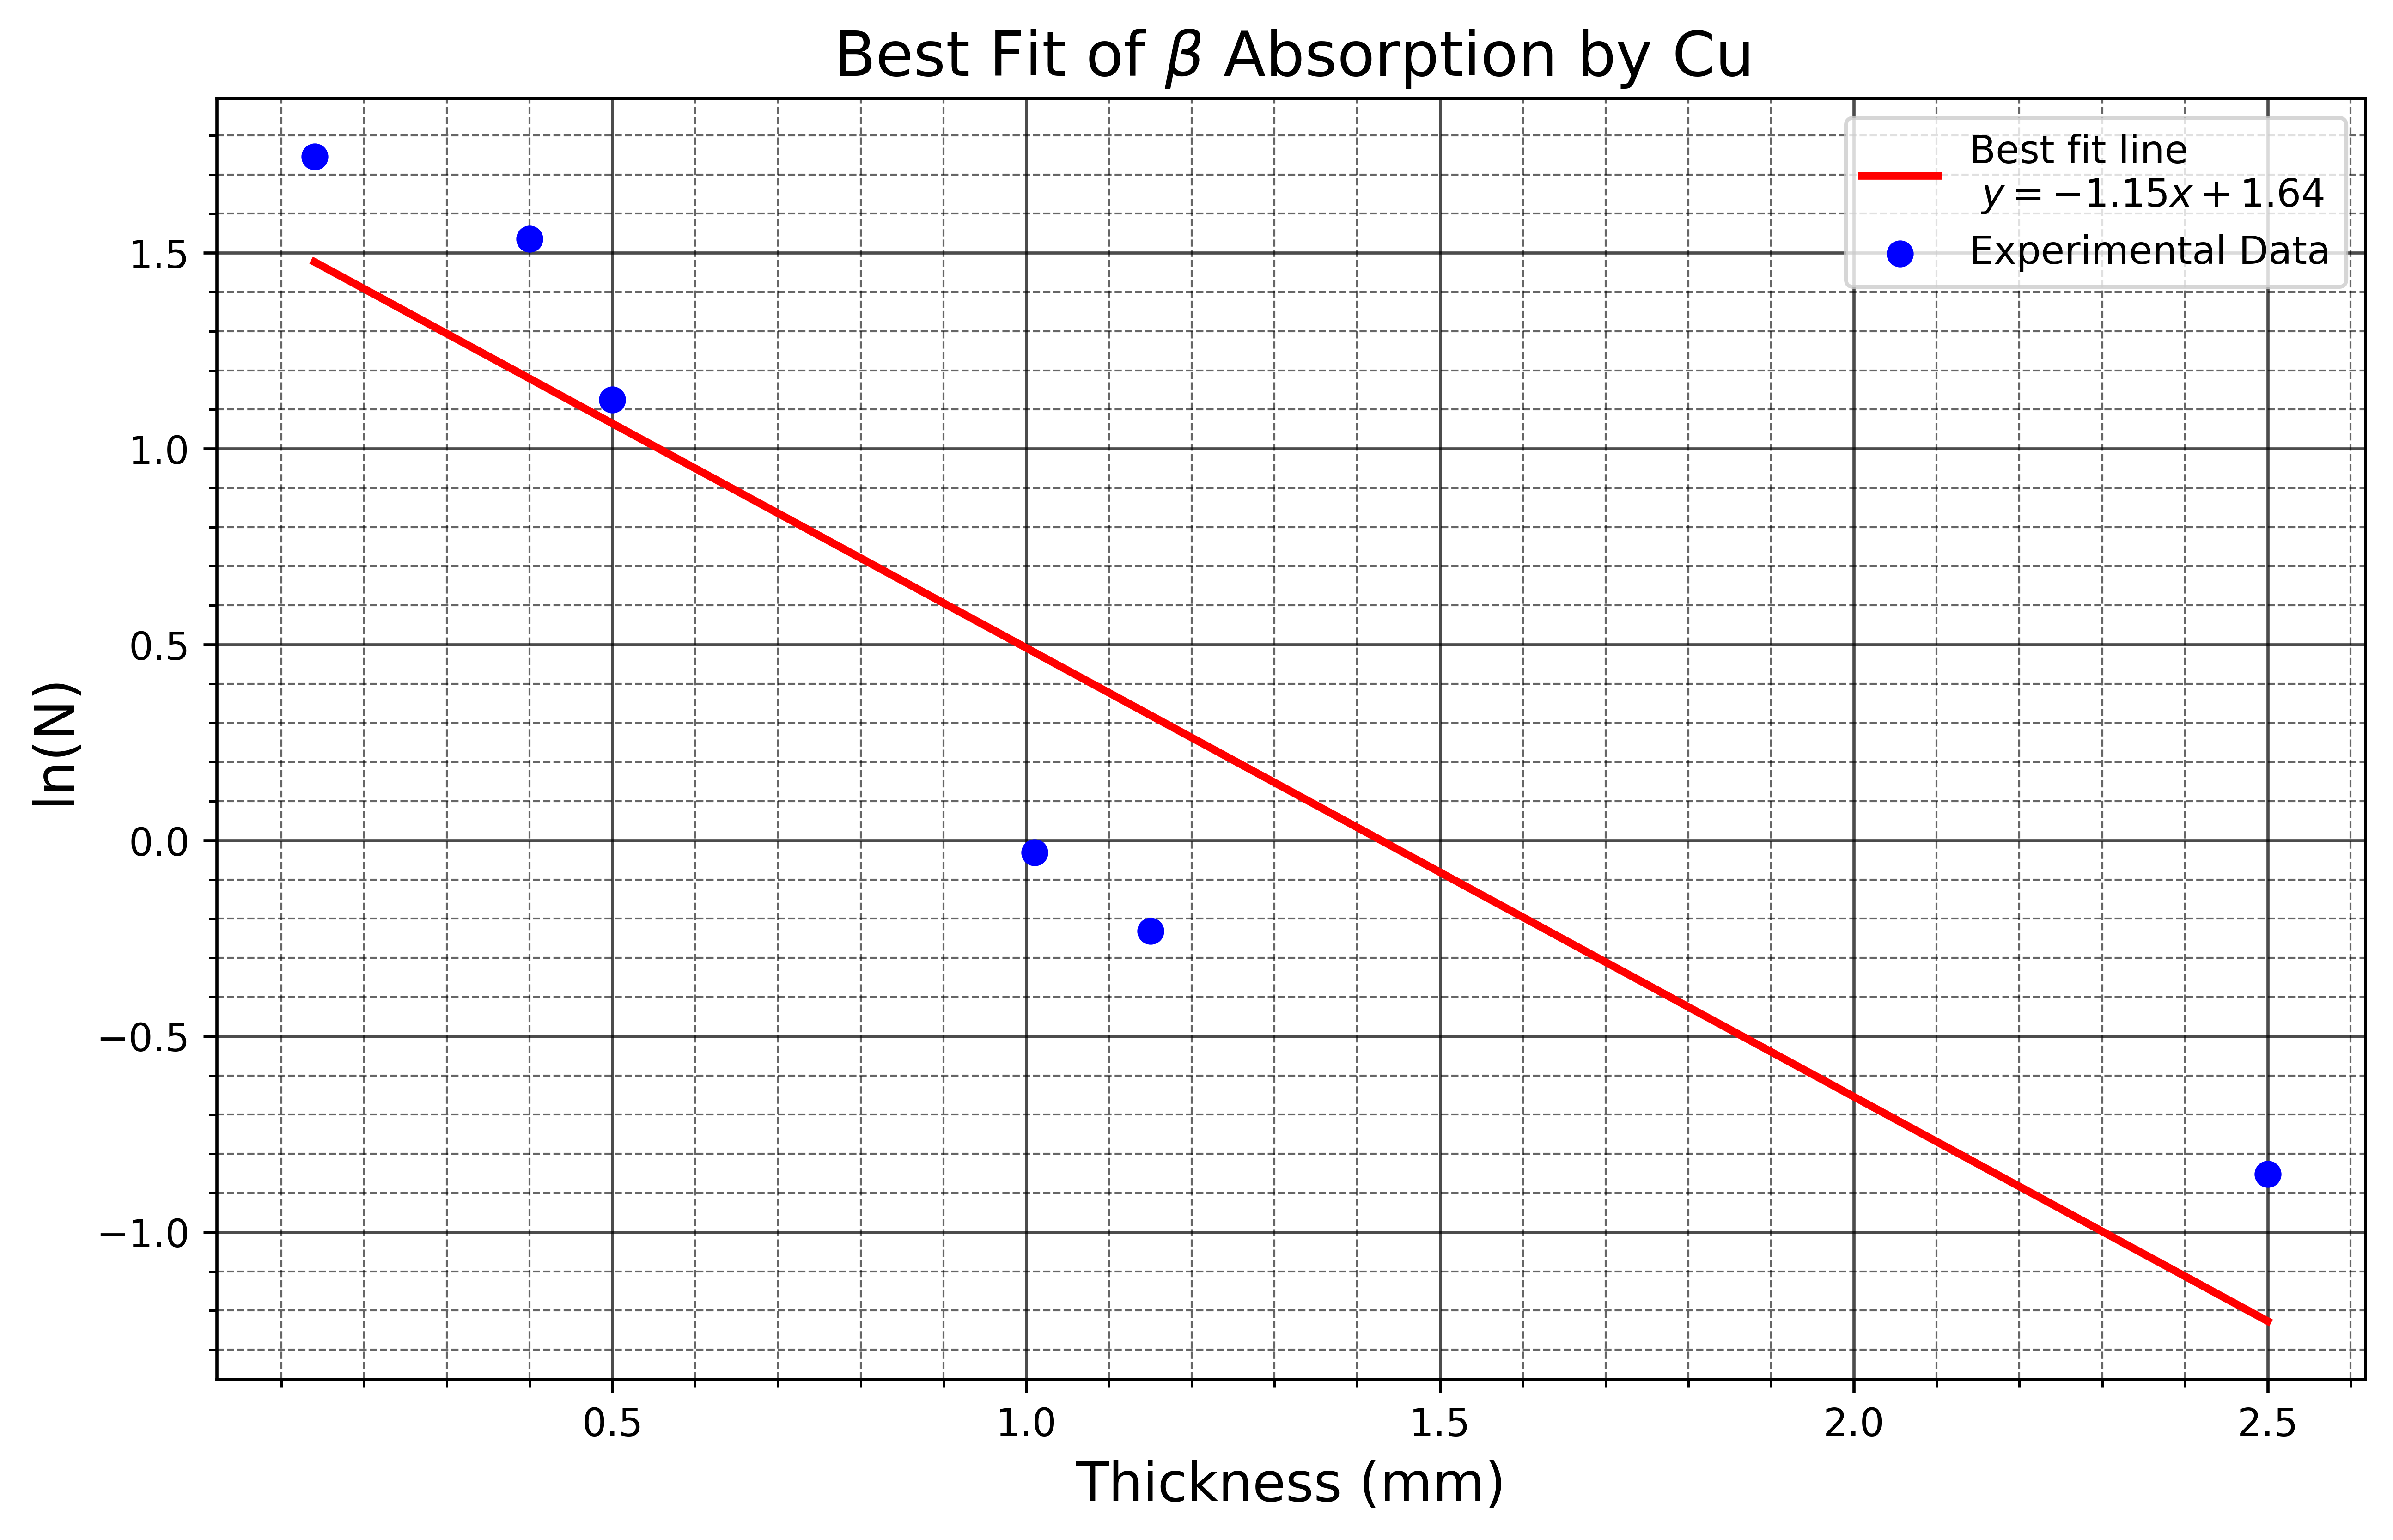 Best Fit of β Absorption by Cu
Best fit line
y = −1.15x + 1.64
Experimental Data
ln(N)
1.5
1.0
0.5
0.0
−0.5
−1.0
0.5 1.0 1.5 2.0 2.5
Thickness (mm)